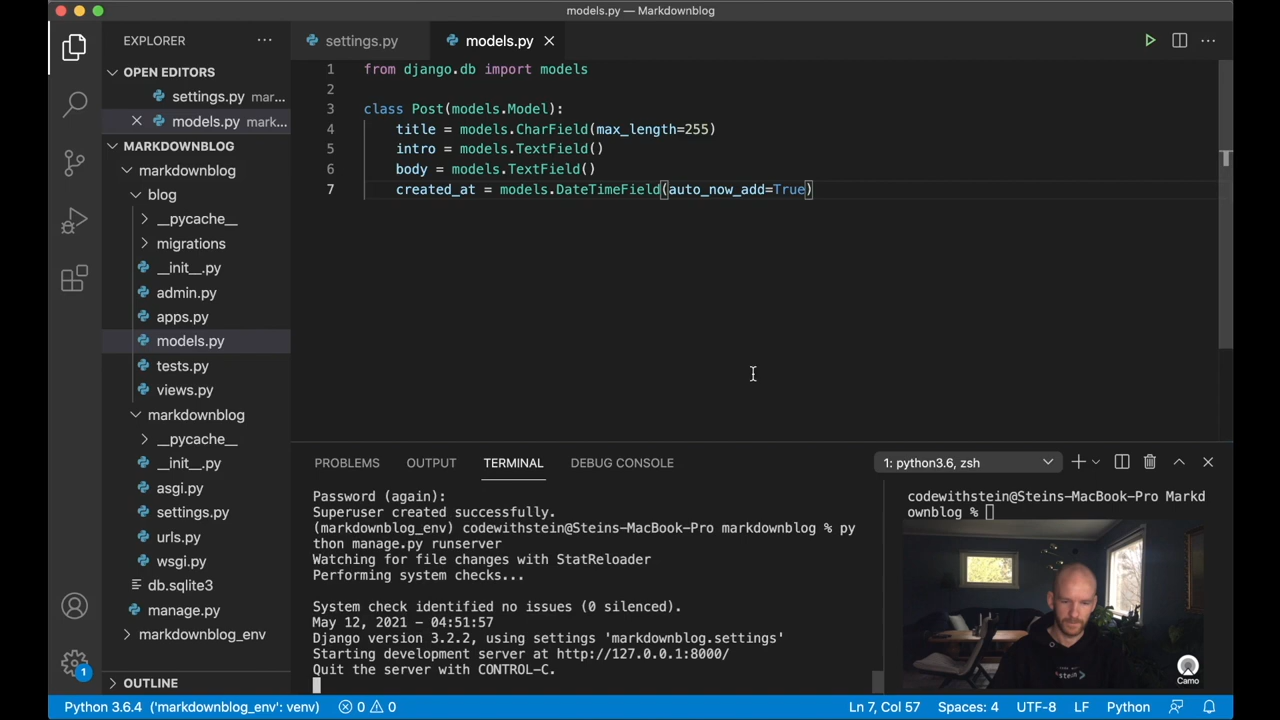 models.py — Markdownblog
EXPLORER
settings.py
models.py
OPEN EDITORS
settings.py mar...
models.py mark...
MARKDOWNBLOG
markdownblog
blog
__pycache__
migrations
__init__.py
admin.py
apps.py
models.py
tests.py
views.py
markdownblog
__pycache__
__init__.py
asgi.py
settings.py
urls.py
wsgi.py
db.sqlite3
manage.py
markdownblog_env
OUTLINE
1 from django.db import models
2
3 class Post(models.Model):
4 title = models.CharField(max_length=255)
5 intro = models.TextField()
6 body = models.TextField()
7 created_at = models.DateTimeField(auto_now_add=True)
PROBLEMS OUTPUT TERMINAL DEBUG CONSOLE
1: python3.6, zsh
Password (again):
Superuser created successfully.
(markdownblog_env) codewithstein@Steins-MacBook-Pro markdownblog % py
thon manage.py runserver
Watching for file changes with StatReloader
Performing system checks...
System check identified no issues (0 silenced).
May 12, 2021 - 04:51:57
Django version 3.2.2, using settings 'markdownblog.settings'
Starting development server at http://127.0.0.1:8000/
Quit the server with CONTROL-C.
codewithstein@Steins-MacBook-Pro Markd
ownblog %
stein>
Camo
1
Python 3.6.4 ('markdownblog_env': venv) 0 0 Ln 7, Col 57 Spaces: 4 UTF-8 LF Python